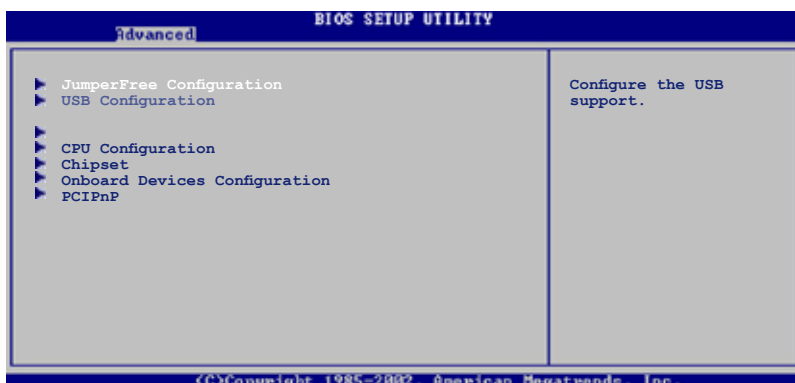 BIOS SETUP UTILITY
Advanced
JumperFree Configuration
USB Configuration
CPU Configuration
Chipset
Onboard Devices Configuration
PCIPnP
Configure the USB
support.
(C)Copyright 1985-2002, American Megatrends, Inc.